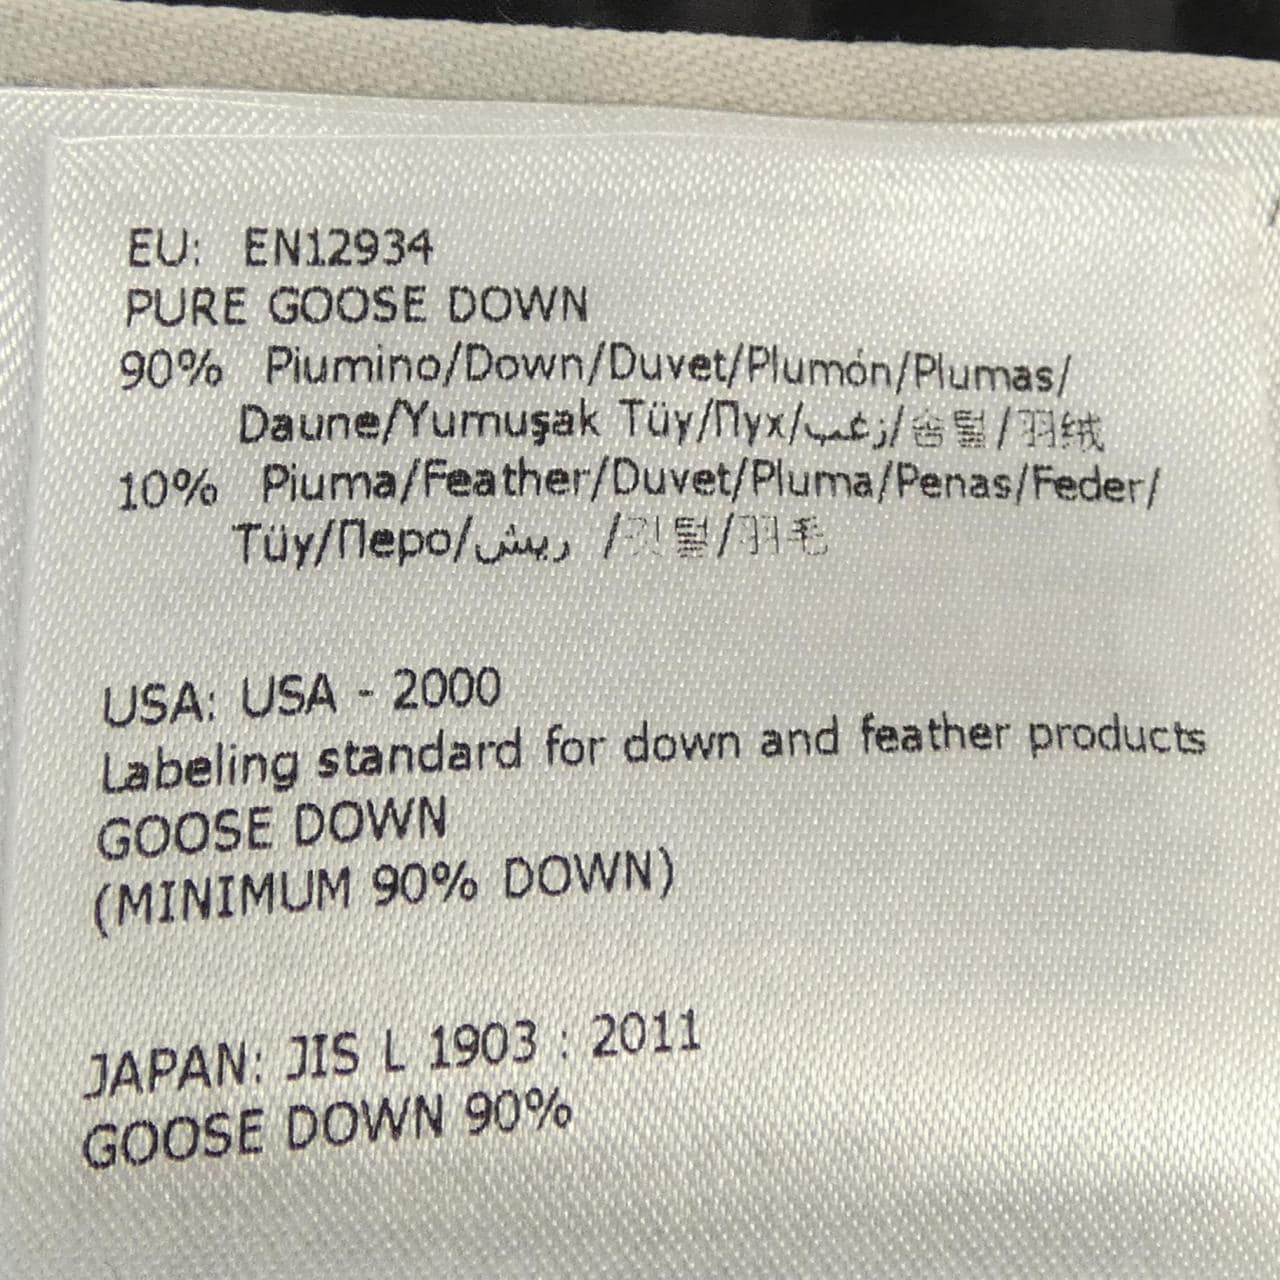 EU: EN12934
PURE GOOSE DOWN
90% Piumino/Down/Duvet/Plumón/Plumas/
Daune/Yumuşak Tüy/Пух/زغب/솜털/羽绒
10% Piuma/Feather/Duvet/Pluma/Penas/Feder/
Tüy/Перо/ريش /깃털/羽毛
USA: USA - 2000
Labeling standard for down and feather products
GOOSE DOWN
(MINIMUM 90% DOWN)
JAPAN: JIS L 1903 : 2011
GOOSE DOWN 90%